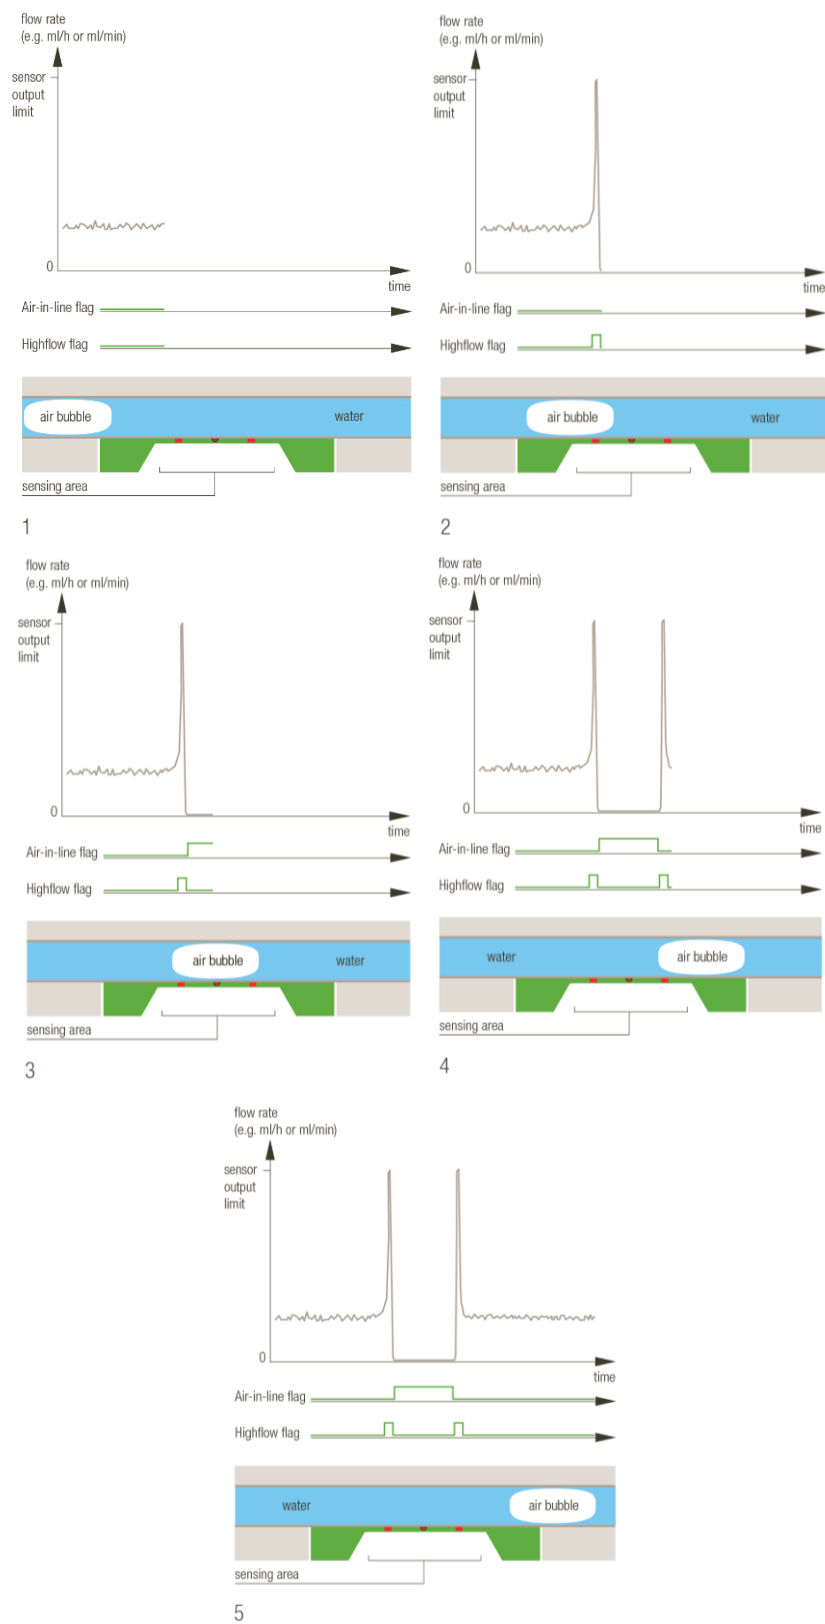 flow rate
(e.g. ml/h or ml/min)
sensor
output
limit
0
time
Air-in-line flag
Highflow flag
air bubble
water
sensing area
1
flow rate
(e.g. ml/h or ml/min)
sensor
output
limit
0
time
Air-in-line flag
Highflow flag
air bubble
water
sensing area
2
flow rate
(e.g. ml/h or ml/min)
sensor
output
limit
0
time
Air-in-line flag
Highflow flag
air bubble
water
sensing area
3
flow rate
(e.g. ml/h or ml/min)
sensor
output
limit
0
time
Air-in-line flag
Highflow flag
water
air bubble
sensing area
4
flow rate
(e.g. ml/h or ml/min)
sensor
output
limit
0
time
Air-in-line flag
Highflow flag
water
air bubble
sensing area
5